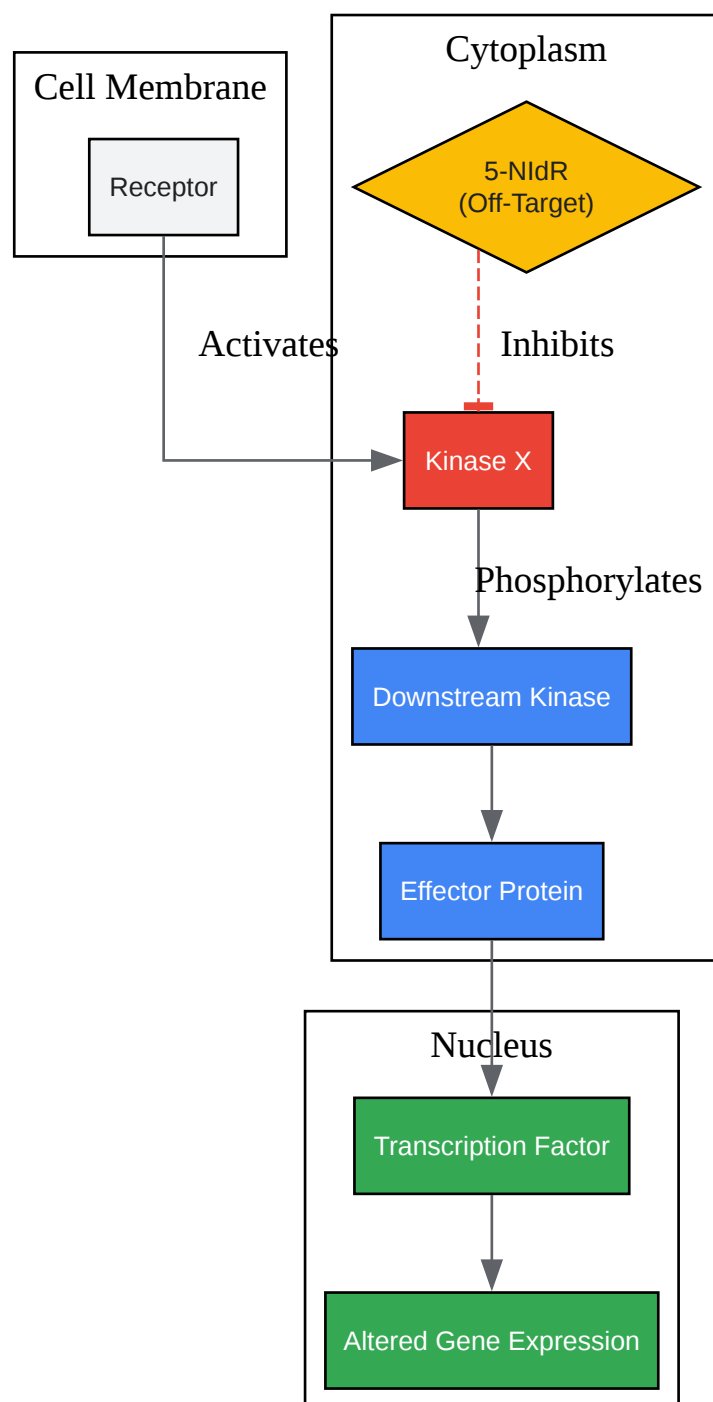 Cytoplasm
Cell Membrane
5-NIdR
(Off-Target)
Receptor
Activates
Inhibits
Kinase X
Phosphorylates
Downstream Kinase
Effector Protein
Nucleus
Transcription Factor
Altered Gene Expression